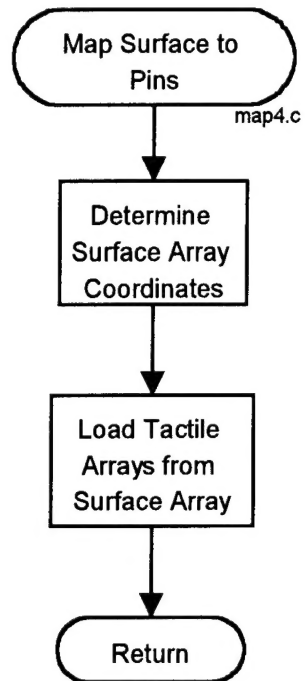 Map Surface to
Pins
map4.c
Determine
Surface Array
Coordinates
Load Tactile
Arrays from
Surface Array
Return